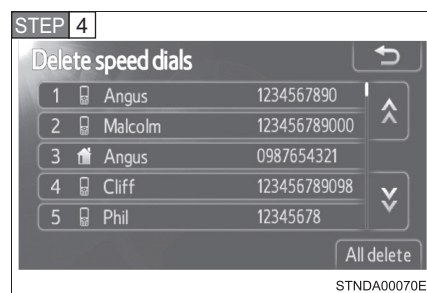 STEP 4
Delete speed dials
1 Angus 1234567890
2 Malcolm 123456789000
3 Angus 0987654321
4 Cliff 123456789098
5 Phil 12345678
All delete
STNDA00070E